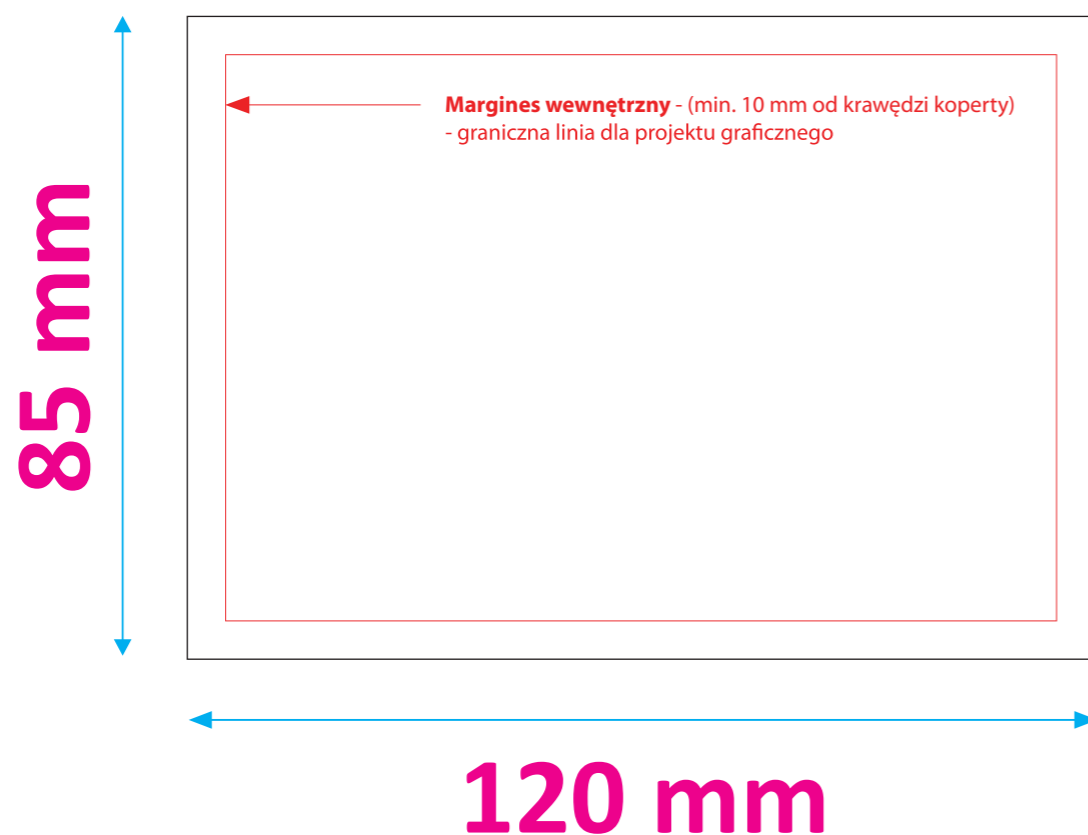 Margines wewnętrzny - (min. 10 mm od krawędzi koperty)
- graniczna linia dla projektu graficznego
85 mm
120 mm